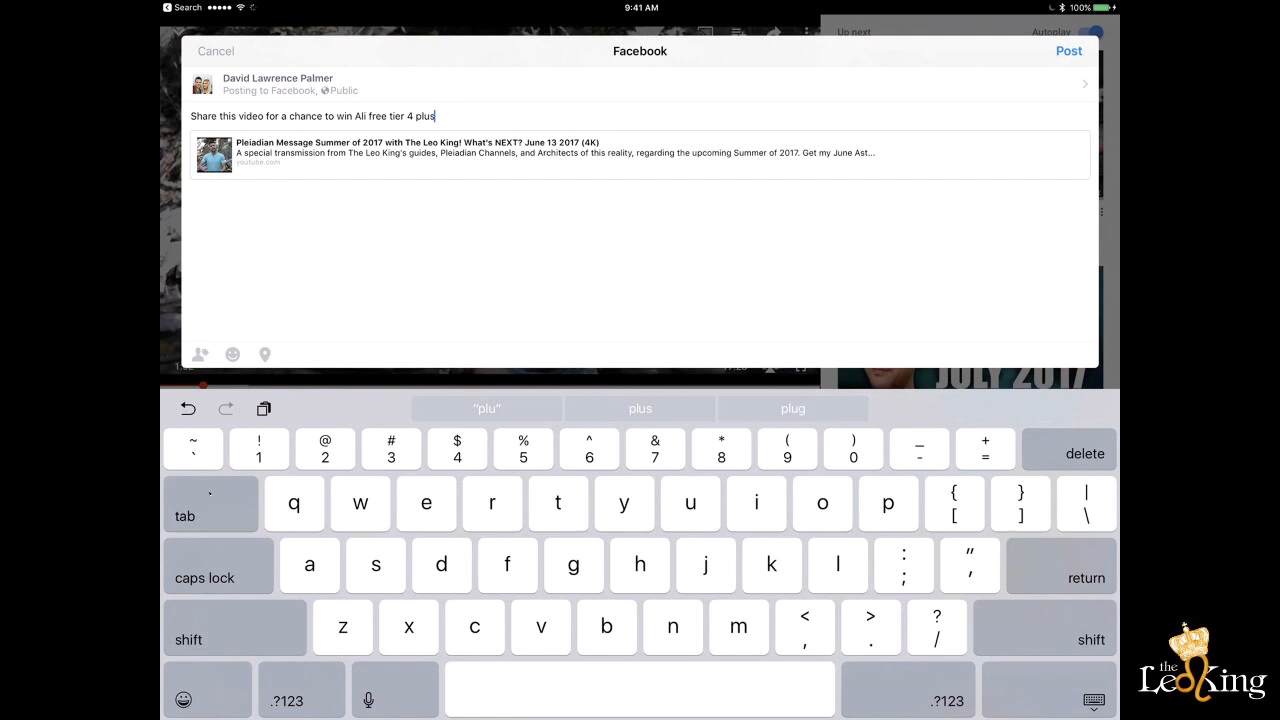 Search
9:41 AM
100%
Up next
Autoplay
Cancel
Facebook
Post
David Lawrence Palmer
Posting to Facebook, Public
Share this video for a chance to win Ali free tier 4 plus
Pleiadian Message Summer of 2017 with The Leo King! What's NEXT? June 13 2017 (4K)
A special transmission from The Leo King's guides, Pleiadian Channels, and Architects of this reality, regarding the upcoming Summer of 2017. Get my June Ast...
youtube.com
JULY 2017
"plu" plus plug
~ ! @ # $ % ^ & * ( ) _ +
` 1 2 3 4 5 6 7 8 9 0 - = delete
tab q w e r t y u i o p { [ } ] | \
caps lock a s d f g h j k l : ; " ' return
shift z x c v b n m < , > . ? / shift
.?123 .?123
the
Leo King